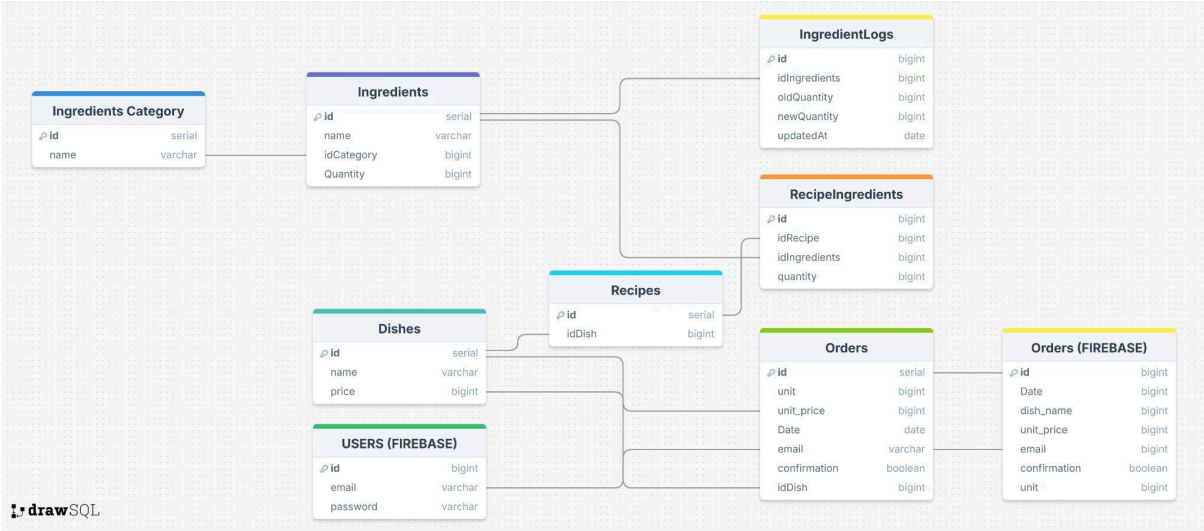 Ingredients Category
id serial
name varchar
Ingredients
id serial
name varchar
idCategory bigint
Quantity bigint
IngredientLogs
id bigint
idIngredients bigint
oldQuantity bigint
newQuantity bigint
updatedAt date
RecipeIngredients
id bigint
idRecipe bigint
idIngredients bigint
quantity bigint
Recipes
id serial
idDish bigint
Dishes
id serial
name varchar
price bigint
USERS (FIREBASE)
id bigint
email varchar
password varchar
Orders
id serial
unit bigint
unit_price bigint
Date date
email varchar
confirmation boolean
idDish bigint
Orders (FIREBASE)
id bigint
Date bigint
dish_name bigint
unit_price bigint
email bigint
confirmation boolean
unit bigint
drawSQL